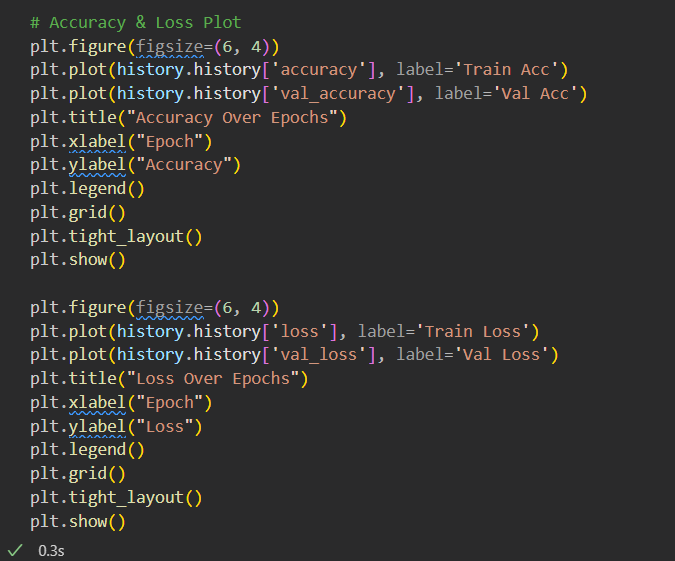 # Accuracy & Loss Plot
plt.figure(figsize=(6, 4))
plt.plot(history.history['accuracy'], label='Train Acc')
plt.plot(history.history['val_accuracy'], label='Val Acc')
plt.title("Accuracy Over Epochs")
plt.xlabel("Epoch")
plt.ylabel("Accuracy")
plt.legend()
plt.grid()
plt.tight_layout()
plt.show()

plt.figure(figsize=(6, 4))
plt.plot(history.history['loss'], label='Train Loss')
plt.plot(history.history['val_loss'], label='Val Loss')
plt.title("Loss Over Epochs")
plt.xlabel("Epoch")
plt.ylabel("Loss")
plt.legend()
plt.grid()
plt.tight_layout()
plt.show()
0.3s